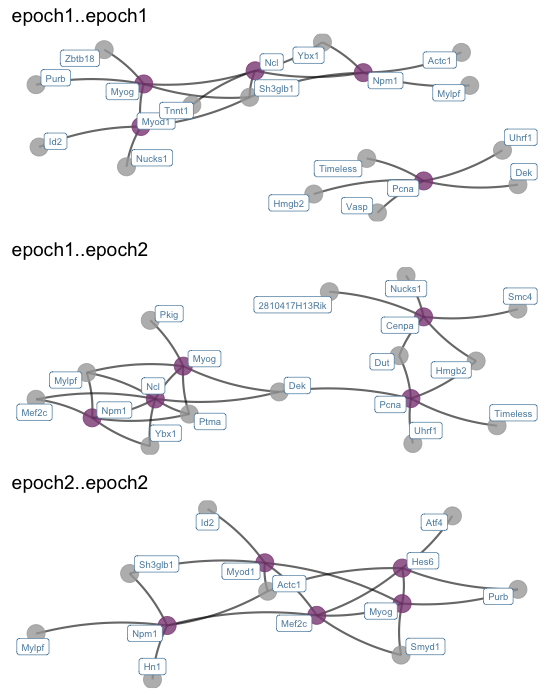 epoch1..epoch1
Zbtb18
Ybx1
Ncl
Actc1
Purb
Myog
Sh3glb1
Npm1
Mylpf
Tnnt1
Myod1
Id2
Nucks1
Uhrf1
Timeless
Dek
Pcna
Hmgb2
Vasp
epoch1..epoch2
Nucks1
2810417H13Rik
Smc4
Pkig
Cenpa
Myog
Dut
Hmgb2
Mylpf
Ncl
Dek
Mef2c
Npm1
Pcna
Timeless
Ptma
Ybx1
Uhrf1
epoch2..epoch2
Id2
Atf4
Sh3glb1
Hes6
Myod1
Actc1
Purb
Myog
Mef2c
Npm1
Mylpf
Smyd1
Hn1